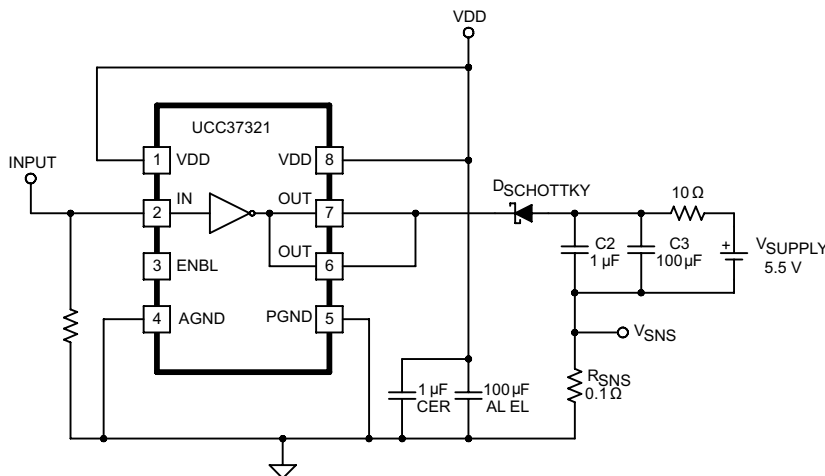 VDD
UCC37321
INPUT
1 VDD
VDD 8
DSCHOTTKY
10 Ω
2 IN
OUT 7
C2
1 µF
C3
100 µF
+
VSUPPLY
5.5 V
3 ENBL
OUT 6
4 AGND
PGND 5
VSNS
1 µF
CER
100 µF
AL EL
RSNS
0.1 Ω